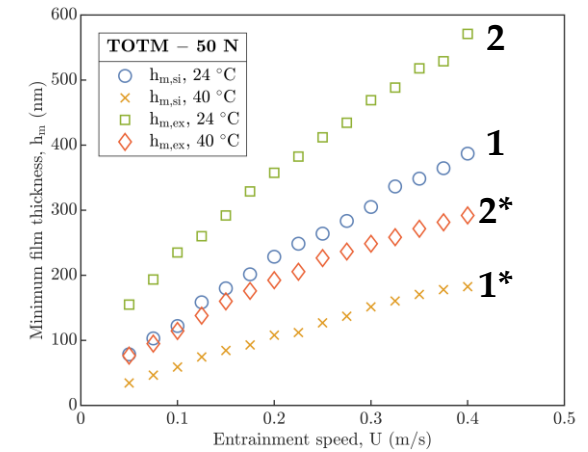 600
500
400
300
200
100
0
Minimum film thickness, hₘ (nm)
TOTM – 50 N
hₘ,ₛᵢ, 24 °C
hₘ,ₛᵢ, 40 °C
hₘ,ₑₓ, 24 °C
hₘ,ₑₓ, 40 °C
2
1
2*
1*
0 0.1 0.2 0.3 0.4 0.5
Entrainment speed, U (m/s)